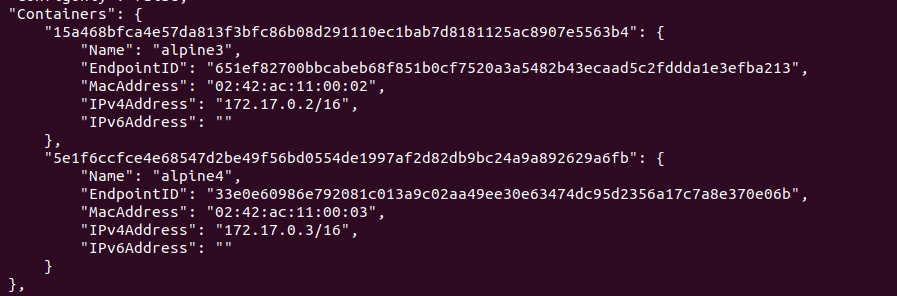 "Containers": {
    "15a468bfca4e57da813f3bfc86b08d291110ec1bab7d8181125ac8907e5563b4": {
        "Name": "alpine3",
        "EndpointID": "651ef82700bbcabeb68f851b0cf7520a3a5482b43ecaad5c2fddda1e3efba213",
        "MacAddress": "02:42:ac:11:00:02",
        "IPv4Address": "172.17.0.2/16",
        "IPv6Address": ""
    },
    "5e1f6ccfce4e68547d2be49f56bd0554de1997af2d82db9bc24a9a892629a6fb": {
        "Name": "alpine4",
        "EndpointID": "33e0e60986e792081c013a9c02aa49ee30e63474dc95d2356a17c7a8e370e06b",
        "MacAddress": "02:42:ac:11:00:03",
        "IPv4Address": "172.17.0.3/16",
        "IPv6Address": ""
    }
},